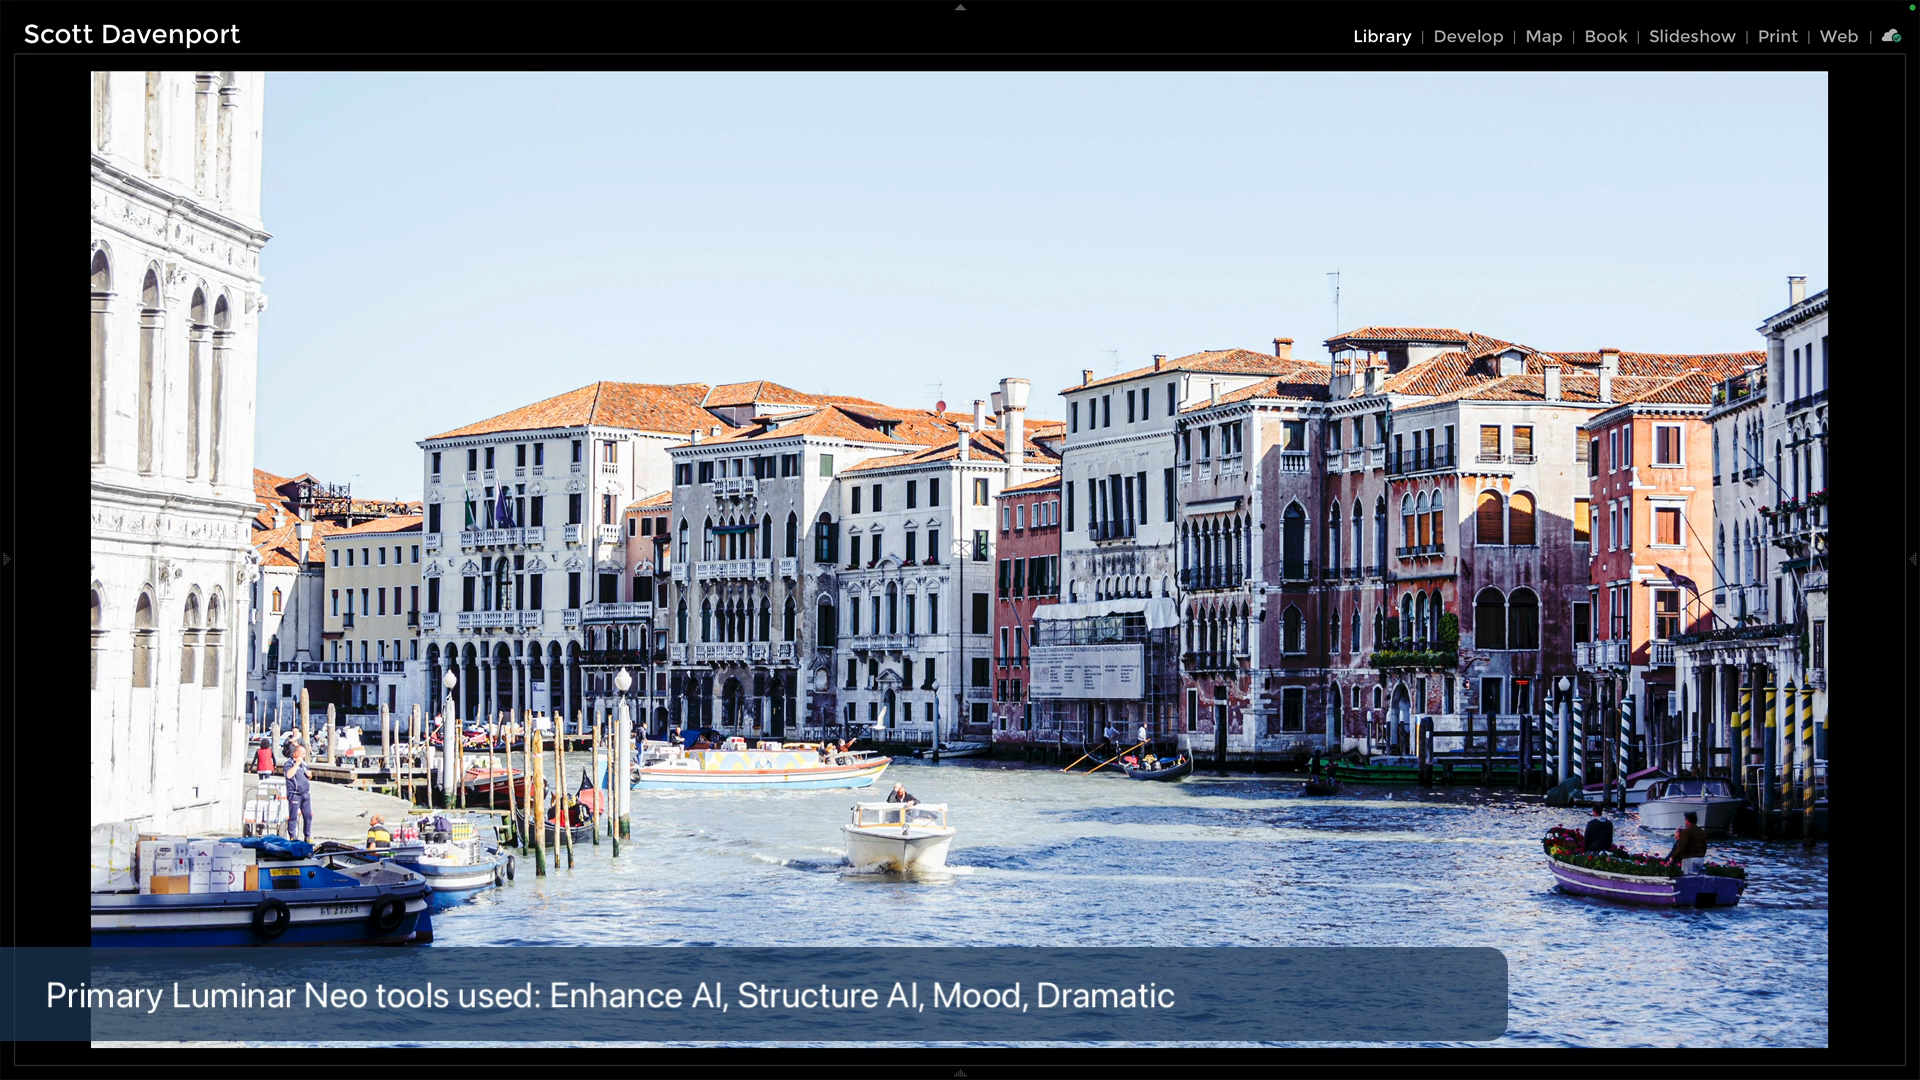 Scott Davenport
Library | Develop | Map | Book | Slideshow | Print | Web |
Primary Luminar Neo tools used: Enhance AI, Structure AI, Mood, Dramatic